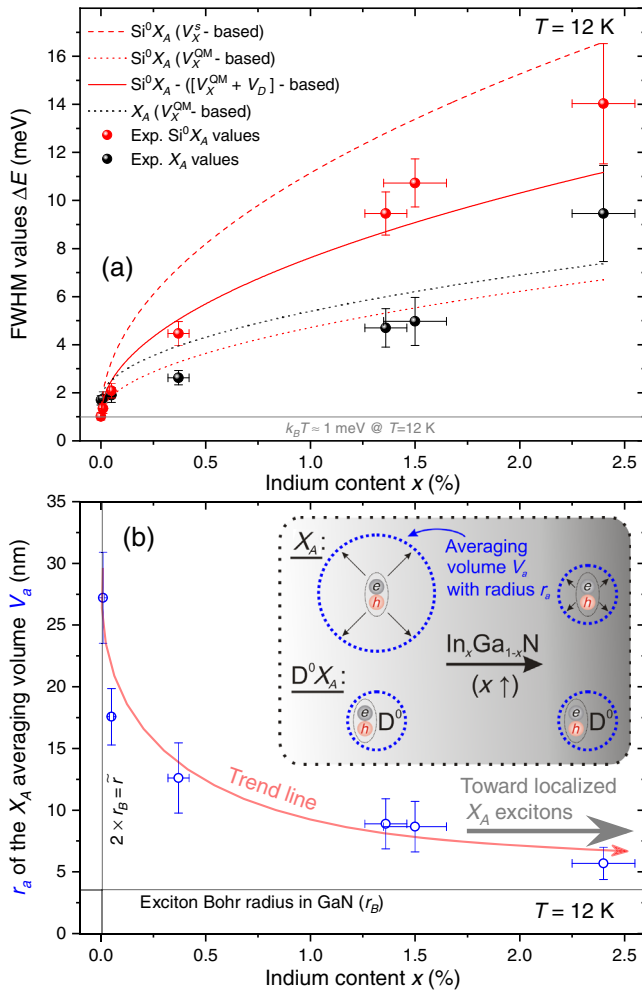 T = 12 K
Si⁰X_A (V_X^s - based)
Si⁰X_A (V_X^QM - based)
Si⁰X_A - ([V_X^QM + V_D] - based)
X_A (V_X^QM - based)
Exp. Si⁰X_A values
Exp. X_A values
(a)
FWHM values ΔE (meV)
16
14
12
10
8
6
4
2
0
k_BT ≈ 1 meV @ T=12 K
0.0 0.5 1.0 1.5 2.0 2.5
Indium content x (%)
(b)
r_a of the X_A averaging volume V_a (nm)
35
30
25
20
15
10
5
0
X_A:
Averaging
volume V_a
with radius r_a
e
h
e
h
In_xGa_1-xN
(x ↑)
D⁰X_A:
e
h
D⁰
e
h
D⁰
2 × r_B = r̃
Trend line
Toward localized
X_A excitons
Exciton Bohr radius in GaN (r_B)
T = 12 K
0.0 0.5 1.0 1.5 2.0 2.5
Indium content x (%)